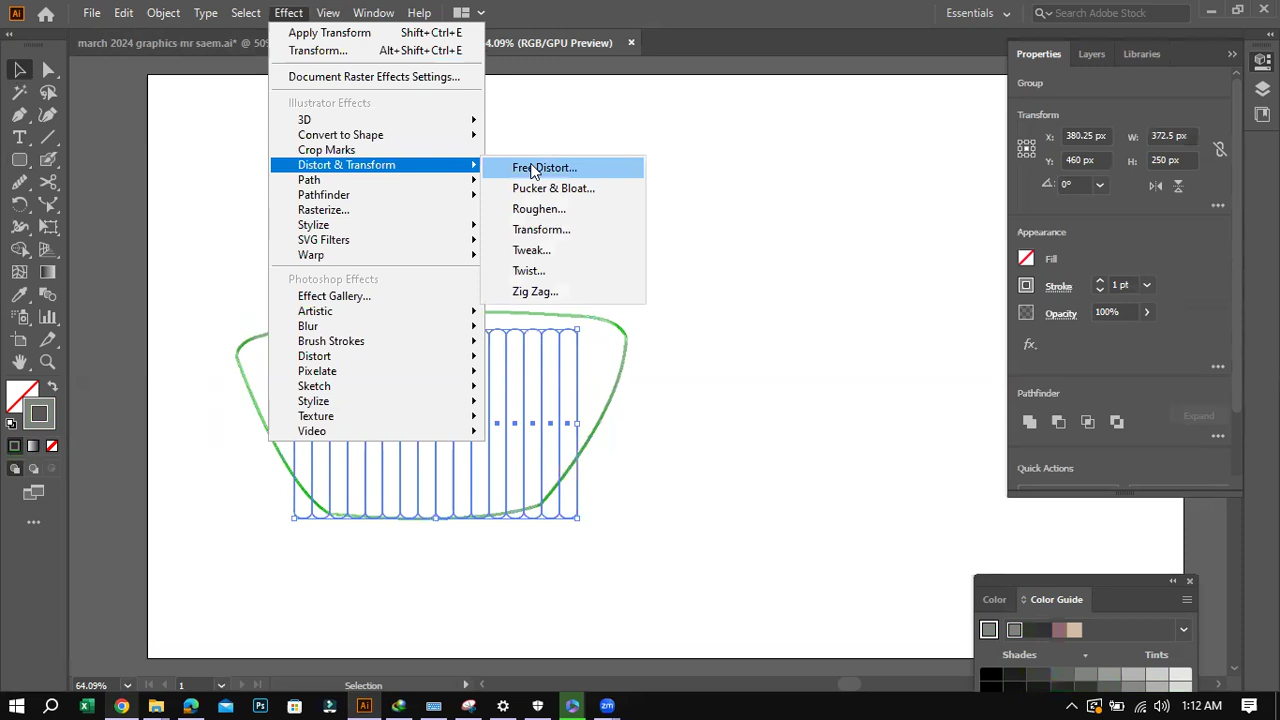 Ai File Edit Object Type Select Effect View Window Help Essentials Search Adobe Stock
march 2024 graphics mr saem.ai* @ 50
4.09% (RGB/GPU Preview)
Apply Transform Shift+Ctrl+E
Transform... Alt+Shift+Ctrl+E
Document Raster Effects Settings...
Illustrator Effects
3D
Convert to Shape
Crop Marks
Distort & Transform
Path
Pathfinder
Rasterize...
Stylize
SVG Filters
Warp
Photoshop Effects
Effect Gallery...
Artistic
Blur
Brush Strokes
Distort
Pixelate
Sketch
Stylize
Texture
Video
Free Distort...
Pucker & Bloat...
Roughen...
Transform...
Tweak...
Twist...
Zig Zag...
Properties Layers Libraries
Group
Transform
X: 380.25 px W: 372.5 px
Y: 460 px H: 250 px
0°
Appearance
Fill
Stroke 1 pt
Opacity 100%
fx.
Pathfinder
Expand
Quick Actions
Color Color Guide
Shades Tints
64.09% 1 Selection
Ps Ai zm 1:12 AM